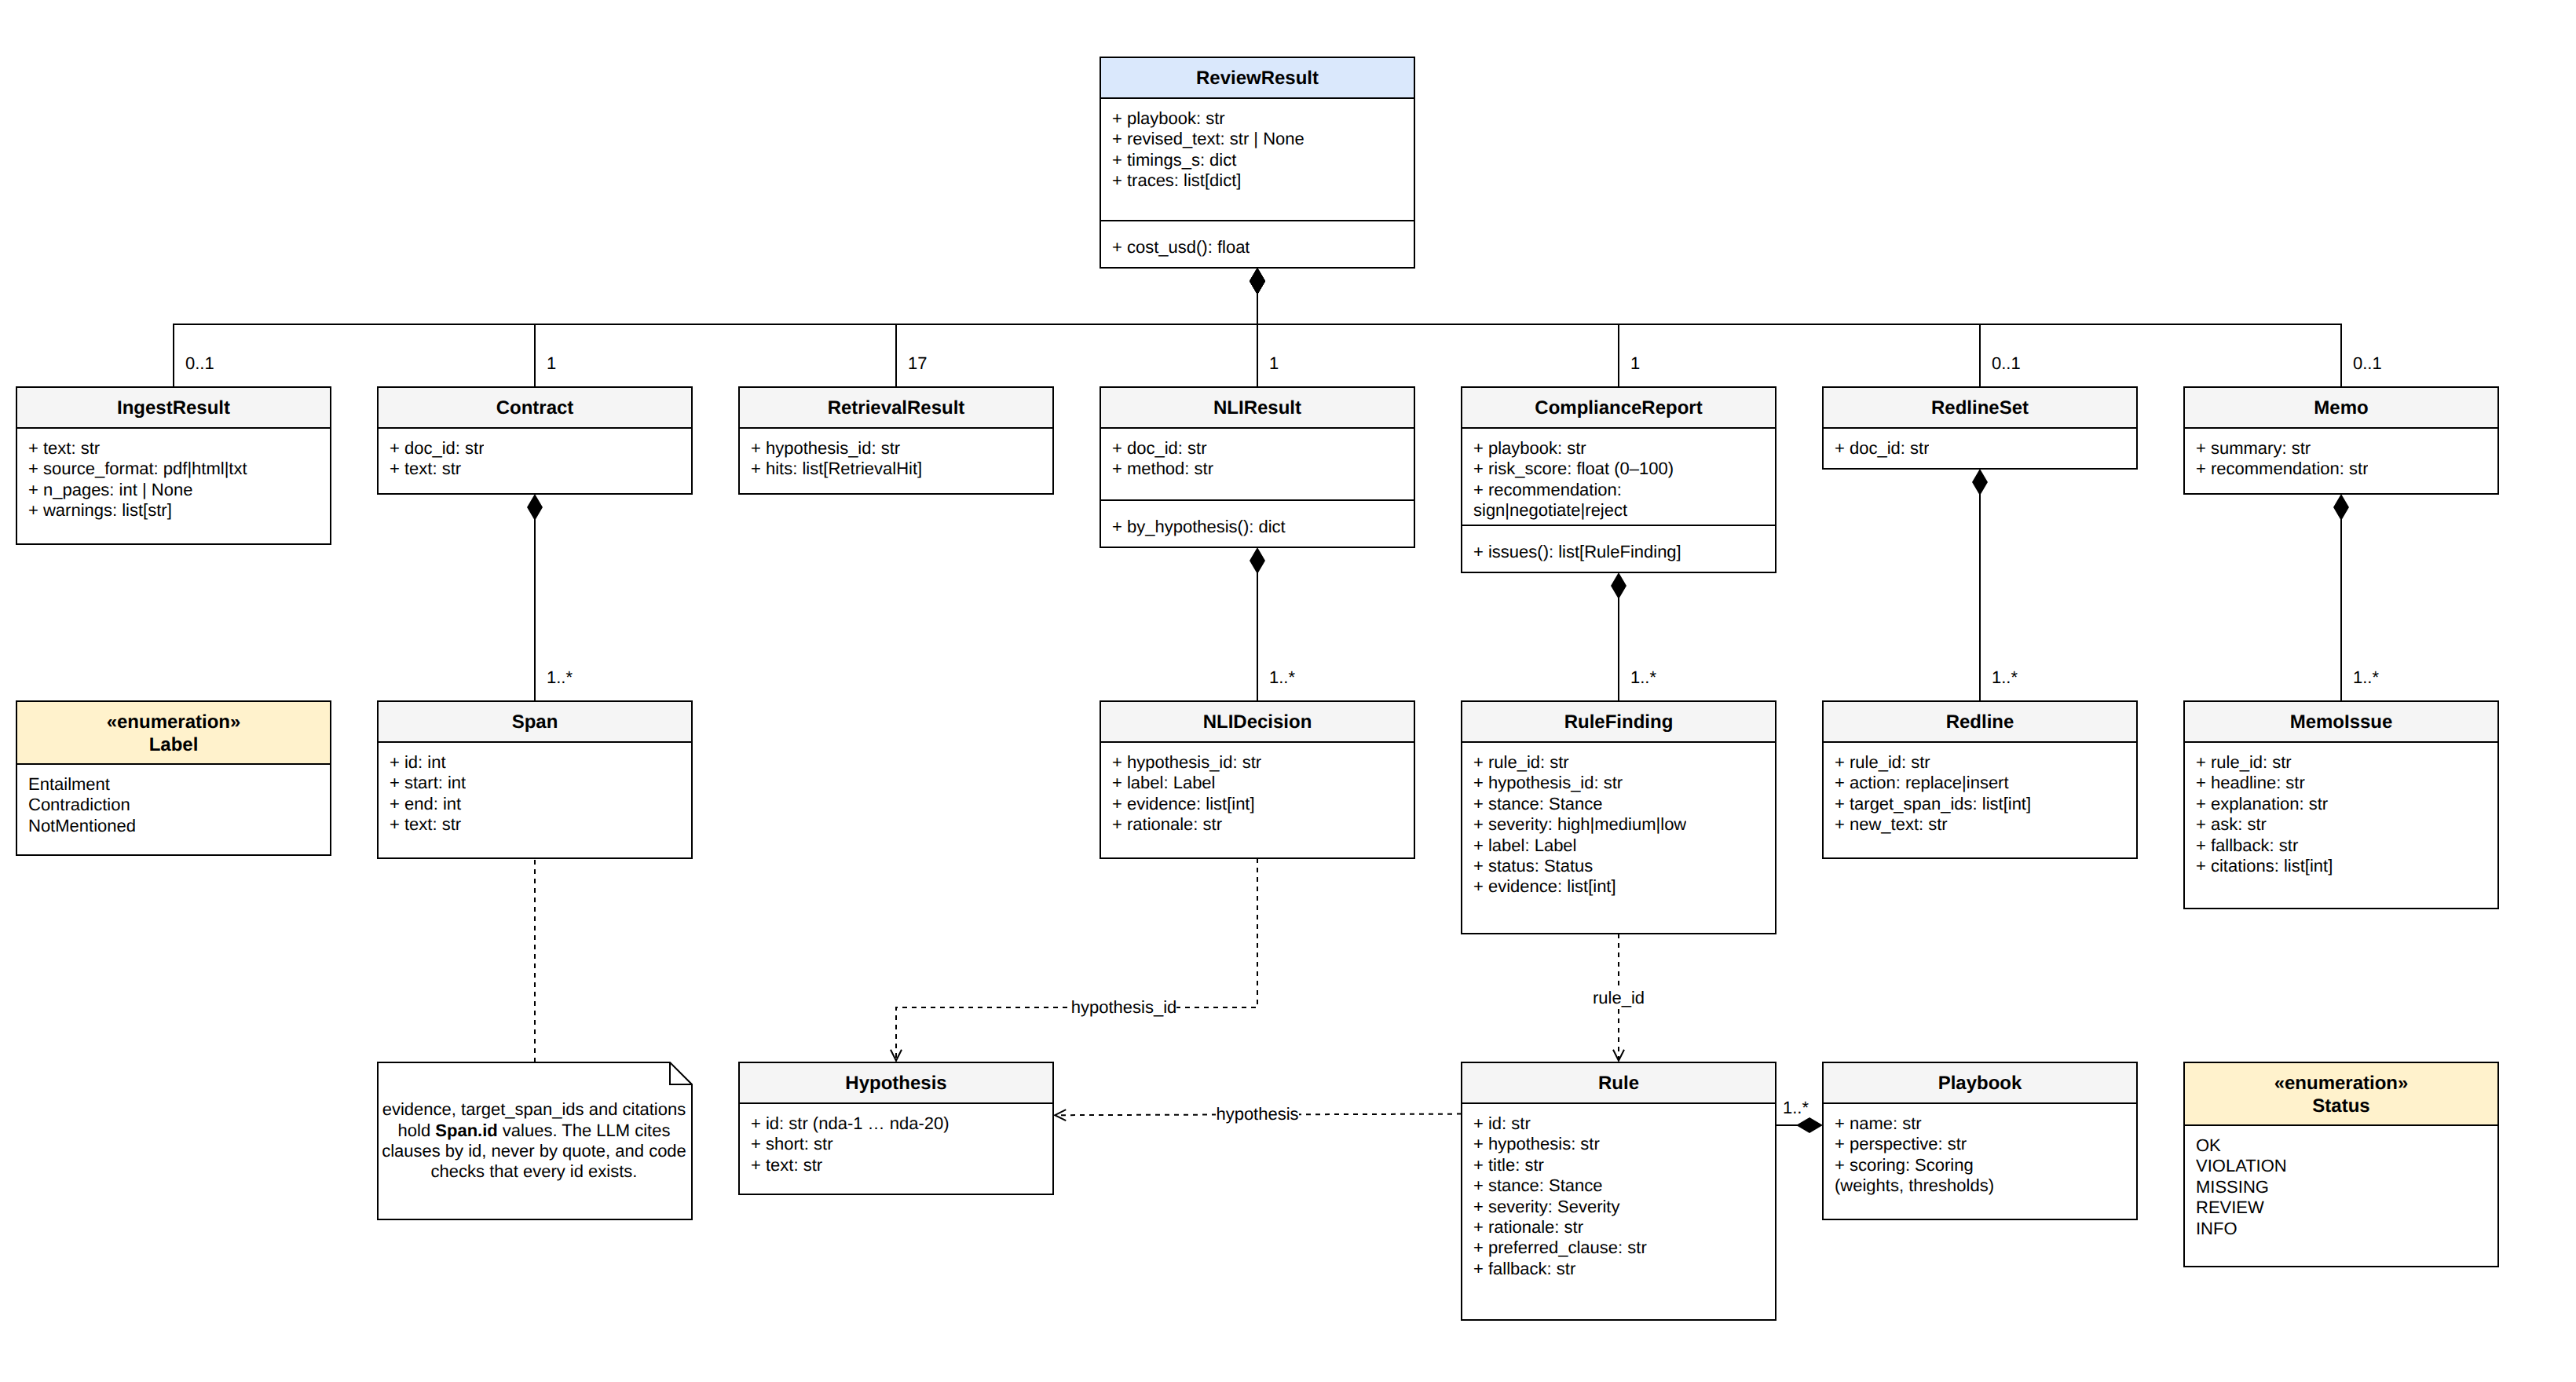 ReviewResult
+ playbook: str
+ revised_text: str | None
+ timings_s: dict
+ traces: list[dict]
+ cost_usd(): float
0..1
1
17
1
1
0..1
0..1
IngestResult
+ text: str
+ source_format: pdf|html|txt
+ n_pages: int | None
+ warnings: list[str]
Contract
+ doc_id: str
+ text: str
RetrievalResult
+ hypothesis_id: str
+ hits: list[RetrievalHit]
NLIResult
+ doc_id: str
+ method: str
+ by_hypothesis(): dict
ComplianceReport
+ playbook: str
+ risk_score: float (0–100)
+ recommendation:
sign|negotiate|reject
+ issues(): list[RuleFinding]
RedlineSet
+ doc_id: str
Memo
+ summary: str
+ recommendation: str
1..*
1..*
1..*
1..*
1..*
«enumeration»
Label
Entailment
Contradiction
NotMentioned
Span
+ id: int
+ start: int
+ end: int
+ text: str
NLIDecision
+ hypothesis_id: str
+ label: Label
+ evidence: list[int]
+ rationale: str
RuleFinding
+ rule_id: str
+ hypothesis_id: str
+ stance: Stance
+ severity: high|medium|low
+ label: Label
+ status: Status
+ evidence: list[int]
Redline
+ rule_id: str
+ action: replace|insert
+ target_span_ids: list[int]
+ new_text: str
MemoIssue
+ rule_id: str
+ headline: str
+ explanation: str
+ ask: str
+ fallback: str
+ citations: list[int]
hypothesis_id
rule_id
evidence, target_span_ids and citations
hold Span.id values. The LLM cites
clauses by id, never by quote, and code
checks that every id exists.
Hypothesis
+ id: str (nda-1 … nda-20)
+ short: str
+ text: str
hypothesis
Rule
+ id: str
+ hypothesis: str
+ title: str
+ stance: Stance
+ severity: Severity
+ rationale: str
+ preferred_clause: str
+ fallback: str
1..*
Playbook
+ name: str
+ perspective: str
+ scoring: Scoring
(weights, thresholds)
«enumeration»
Status
OK
VIOLATION
MISSING
REVIEW
INFO